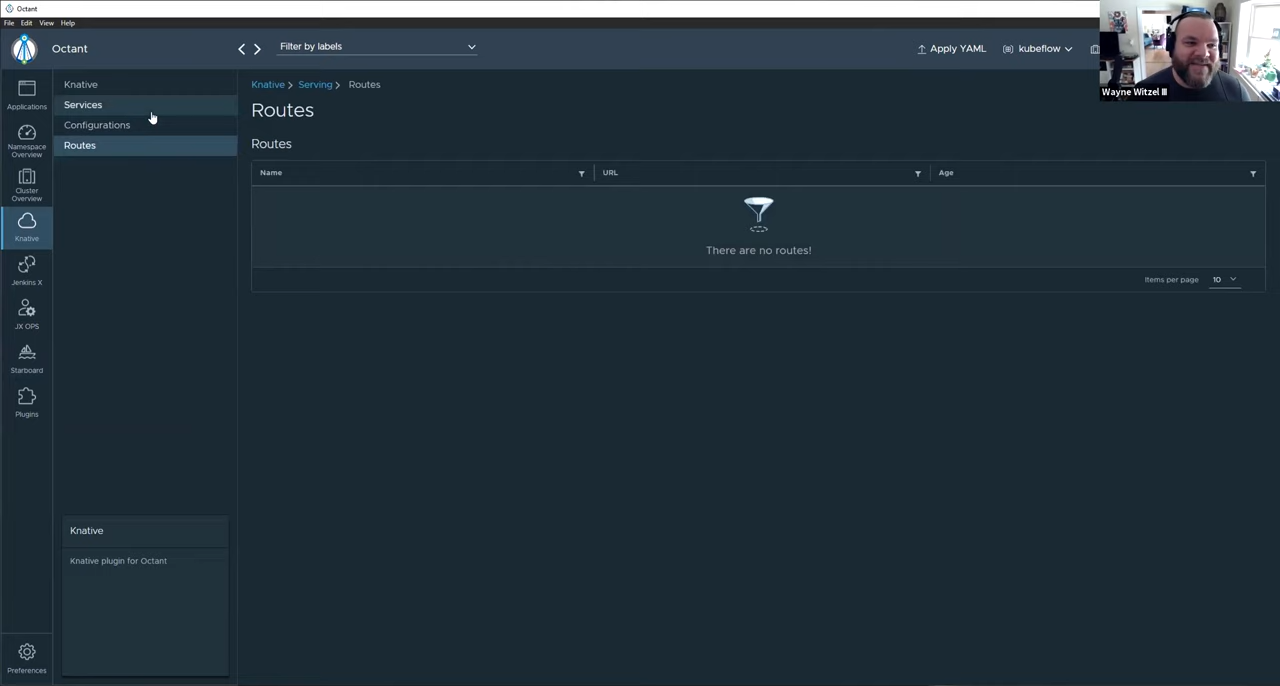 Octant
File Edit View Help
Octant
Filter by labels
Apply YAML
kubeflow
Wayne Witzel III
Applications
Namespace
Overview
Cluster
Overview
Knative
Jenkins X
JX OPS
Starboard
Plugins
Preferences
Knative
Services
Configurations
Routes
Knative
Knative plugin for Octant
Knative > Serving > Routes
Routes
Routes
Name URL Age
There are no routes!
Items per page 10